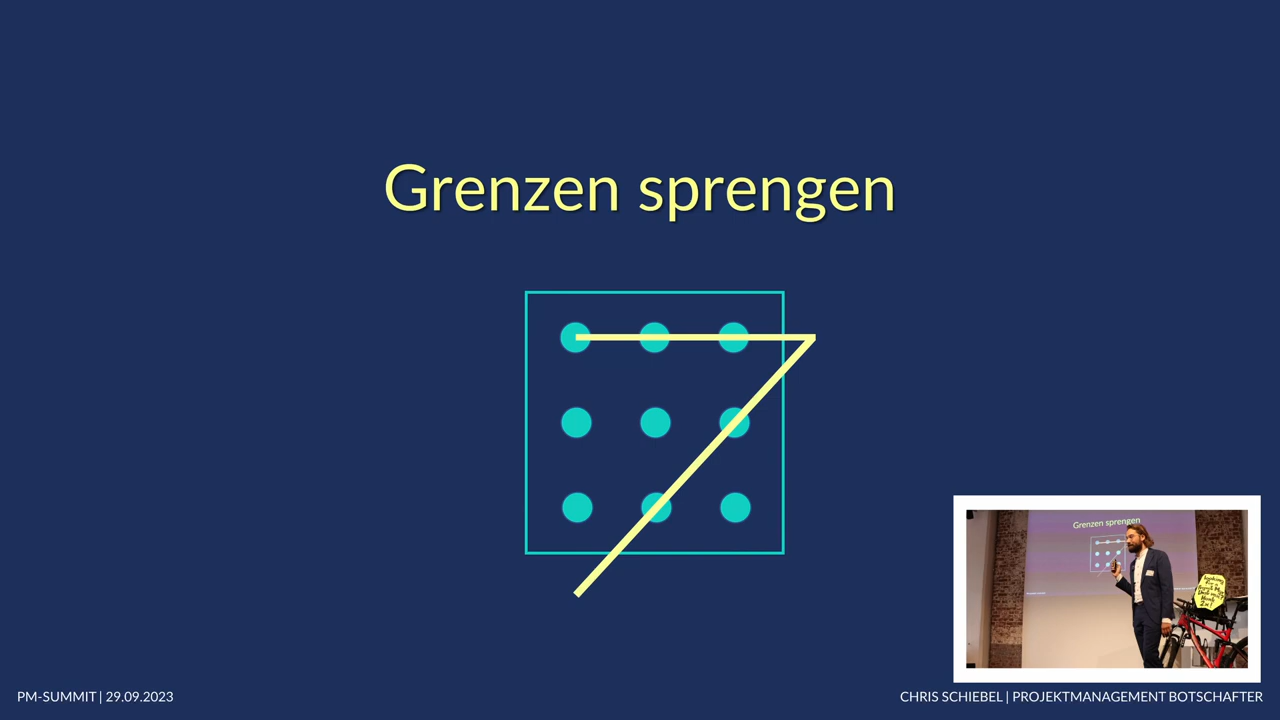 Grenzen sprengen
Grenzen sprengen
PM-SUMMIT | 29.09.2023
CHRIS SCHIEBEL | PROJEKTMANAGEMENT BOTSCHAFTER